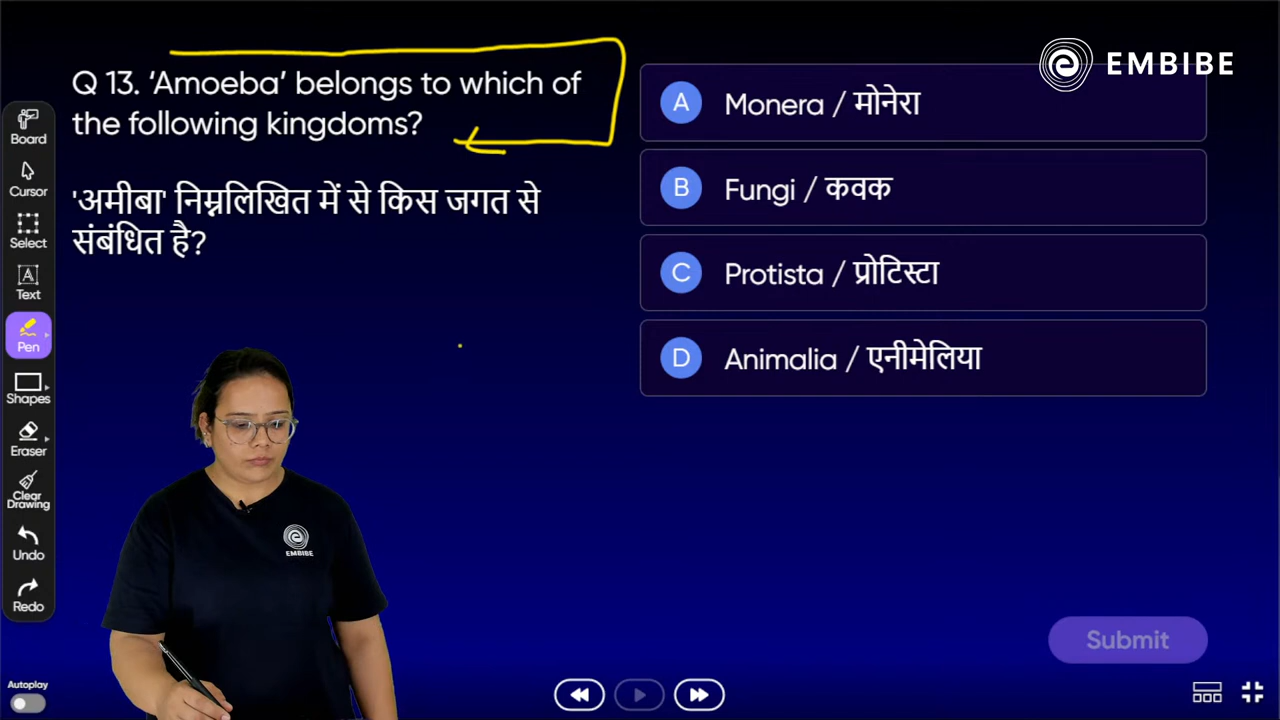 EMBIBE
Q 13. ‘Amoeba’ belongs to which of
the following kingdoms?
'अमीबा' निम्नलिखित में से किस जगत से
संबंधित है?
A Monera / मोनेरा
B Fungi / कवक
C Protista / प्रोटिस्टा
D Animalia / एनीमेलिया
Board
Cursor
Select
Text
Pen
Shapes
Eraser
Clear
Drawing
Undo
Redo
EMBIBE
Submit
Autoplay